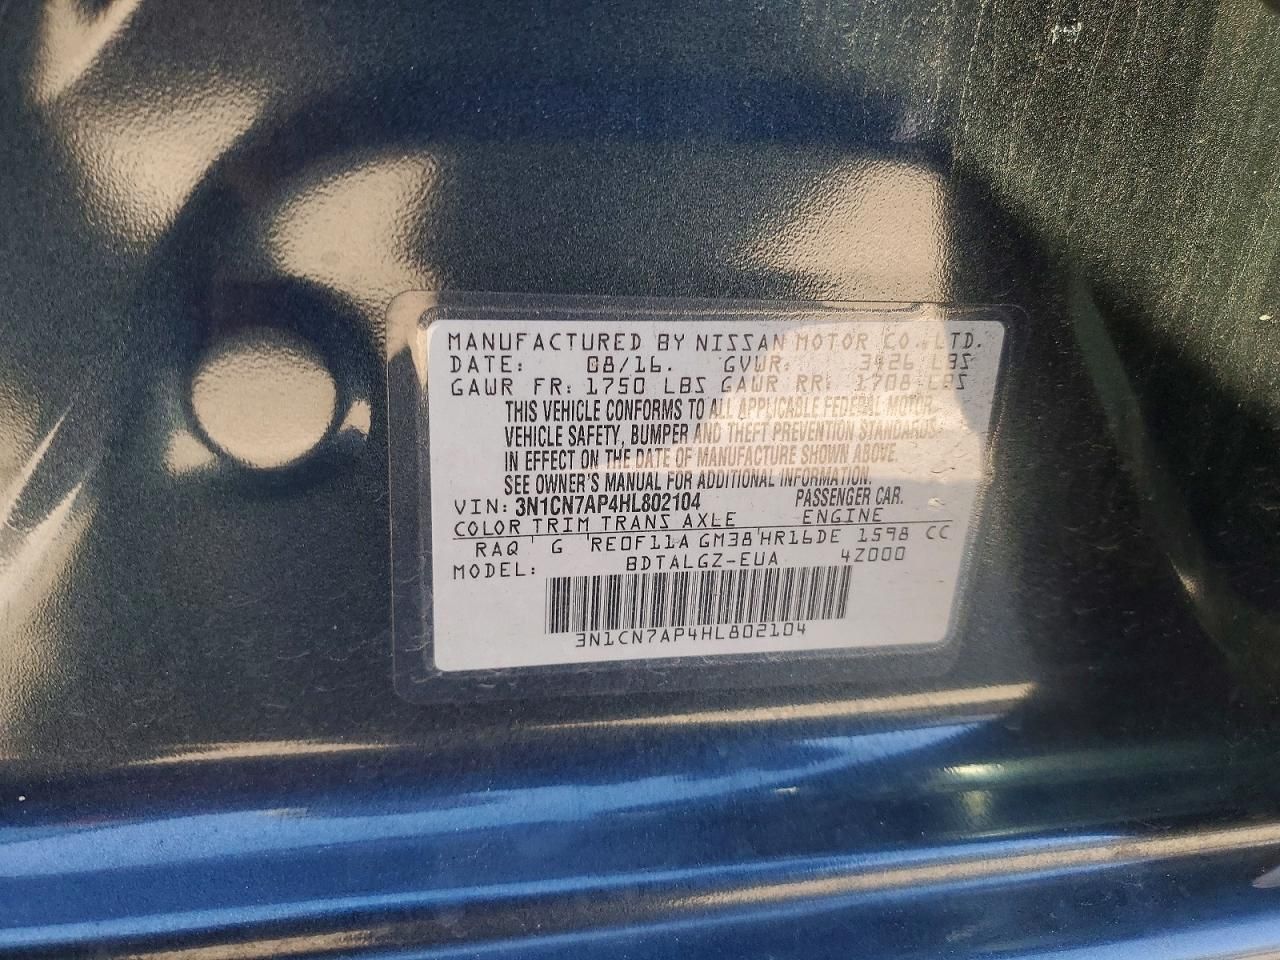 MANUFACTURED BY NISSAN MOTOR CO.,LTD.
DATE: 08/16. GVWR: 3426 LBS
GAWR FR: 1750 LBS GAWR RR: 1708 LBS
THIS VEHICLE CONFORMS TO ALL APPLICABLE FEDERAL MOTOR
VEHICLE SAFETY, BUMPER AND THEFT PREVENTION STANDARDS
IN EFFECT ON THE DATE OF MANUFACTURE SHOWN ABOVE.
SEE OWNER'S MANUAL FOR ADDITIONAL INFORMATION.
VIN: 3N1CN7AP4HL802104 PASSENGER CAR.
COLOR TRIM TRANS AXLE ENGINE
RAQ G RE0F11A GM38 HR16DE 1598 CC
MODEL: BDTALGZ-EUA 4Z000
3N1CN7AP4HL802104